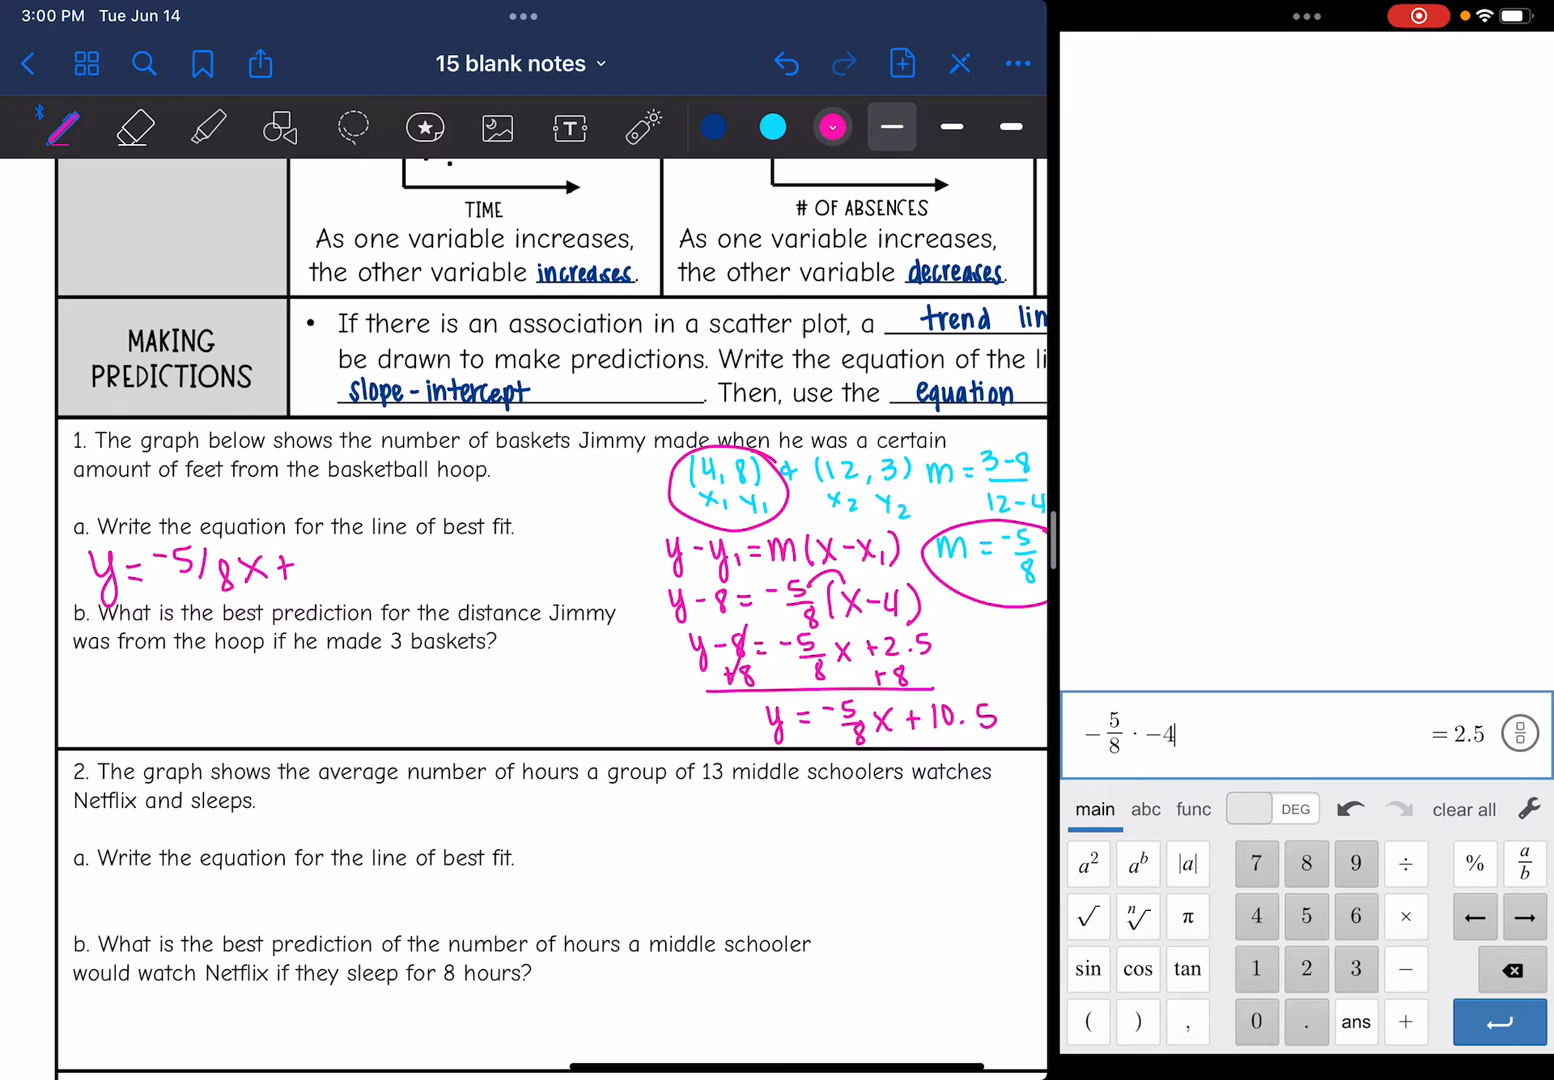 3:00 PM Tue Jun 14
15 blank notes
TIME
As one variable increases,
the other variable increases.
# OF ABSENCES
As one variable increases,
the other variable decreases.
MAKING
PREDICTIONS
• If there is an association in a scatter plot, a trend lin
be drawn to make predictions. Write the equation of the li
slope-intercept. Then, use the equation
1. The graph below shows the number of baskets Jimmy made when he was a certain
amount of feet from the basketball hoop.
(4, 8) & (12, 3) m = 3-8
x₁ y₁ x₂ y₂ 12-4
a. Write the equation for the line of best fit.
y = -5/8x+
y-y₁ = m(x-x₁) m = -5/8
y-8 = -5/8(x-4)
b. What is the best prediction for the distance Jimmy
was from the hoop if he made 3 baskets?
y-8 = -5/8x +2.5
+8 +8
y = -5/8x+10.5
2. The graph shows the average number of hours a group of 13 middle schoolers watches
Netflix and sleeps.
a. Write the equation for the line of best fit.
b. What is the best prediction of the number of hours a middle schooler
would watch Netflix if they sleep for 8 hours?
-5/8 · -4 = 2.5
main abc func DEG clear all
a² aᵇ |a| 7 8 9 ÷ % a/b
√ ⁿ√ π 4 5 6 × ← →
sin cos tan 1 2 3 −
( ) , 0 . ans +